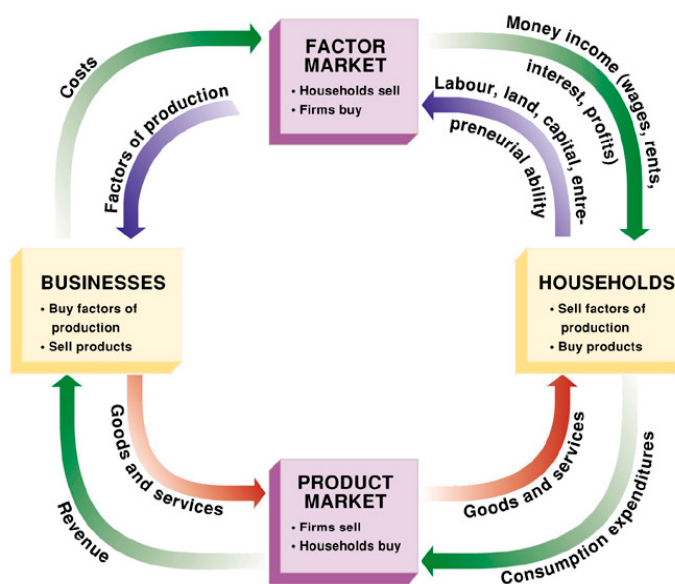 FACTOR
MARKET
• Households sell
• Firms buy
Costs
Factors of production
Money income (wages, rents,
interest, profits)
Labour, land, capital, entre-
preneurial ability
BUSINESSES
• Buy factors of
production
• Sell products
HOUSEHOLDS
• Sell factors of
production
• Buy products
Goods and services
Revenue
PRODUCT
MARKET
• Firms sell
• Households buy
Goods and services
Consumption expenditures